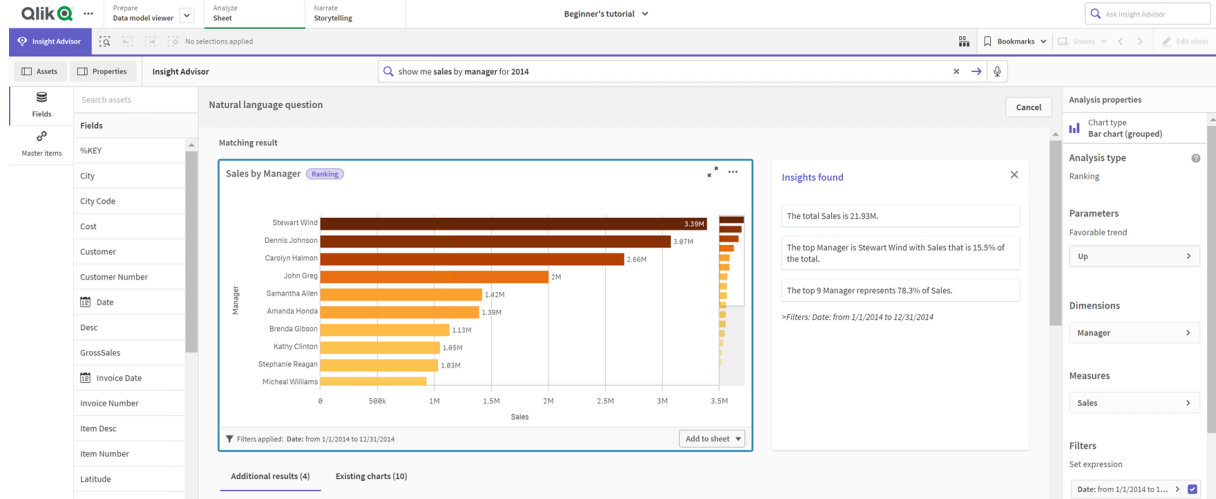 Qlik
Prepare
Data model viewer
Analyze
Sheet
Narrate
Storytelling
Beginner's tutorial
Ask Insight Advisor
Insight Advisor
No selections applied
Bookmarks
Sheets
Edit sheet
Assets
Properties
Insight Advisor
show me sales by manager for 2014
Fields
Master items
Search assets
Fields
%KEY
City
City Code
Cost
Customer
Customer Number
Date
Desc
GrossSales
Invoice Date
Invoice Number
Item Desc
Item Number
Latitude
Natural language question
Cancel
Matching result
Sales by Manager
Ranking
Manager
Stewart Wind
3.39M
Dennis Johnson
3.07M
Carolyn Halmon
2.66M
John Greg
2M
Samantha Allen
1.42M
Amanda Honda
1.39M
Brenda Gibson
1.13M
Kathy Clinton
1.05M
Stephanie Reagan
1.03M
Micheal Williams
0
500k
1M
1.5M
2M
2.5M
3M
3.5M
Sales
Filters applied: Date: from 1/1/2014 to 12/31/2014
Add to sheet
Additional results (4)
Existing charts (10)
Insights found
The total Sales is 21.93M.
The top Manager is Stewart Wind with Sales that is 15.5% of
the total.
The top 9 Manager represents 78.3% of Sales.
>Filters: Date: from 1/1/2014 to 12/31/2014
Analysis properties
Chart type
Bar chart (grouped)
Analysis type
Ranking
Parameters
Favorable trend
Up
Dimensions
Manager
Measures
Sales
Filters
Set expression
Date: from 1/1/2014 to 1...